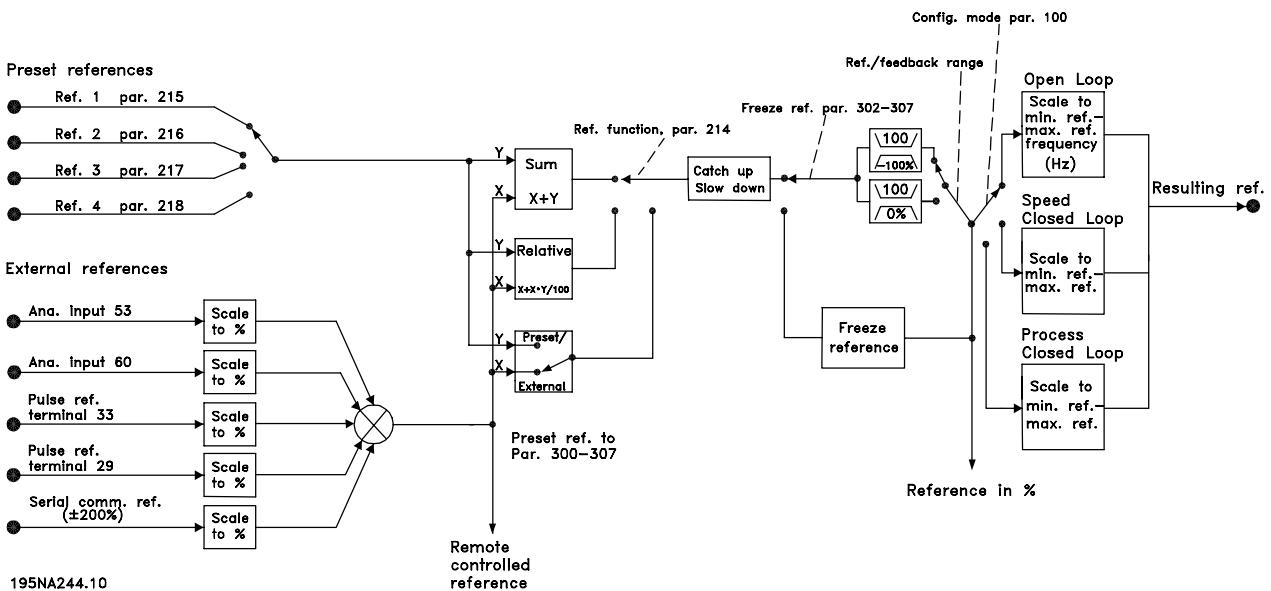 Config. mode par. 100
Ref./feedback range
Preset references
Ref. 1 par. 215
Ref. 2 par. 216
Ref. 3 par. 217
Ref. 4 par. 218
External references
Ana. input 53
Scale
to %
Ana. input 60
Scale
to %
Pulse ref.
terminal 33
Scale
to %
Pulse ref.
terminal 29
Scale
to %
Serial comm. ref.
(±200%)
Scale
to %
Y
Sum
X
X+Y
Y
Relative
X
X+X*Y/100
Y
Preset/
X
External
Preset ref. to
Par. 300-307
Remote
controlled
reference
Ref. function, par. 214
Catch up
Slow down
Freeze ref. par. 302-307
100
-100%
100
0%
Freeze
reference
Reference in %
Open Loop
Scale to
min. ref.-
max. ref.
frequency
(Hz)
Speed
Closed Loop
Scale to
min. ref.-
max. ref.
Process
Closed Loop
Scale to
min. ref.-
max. ref.
Resulting ref.
195NA244.10